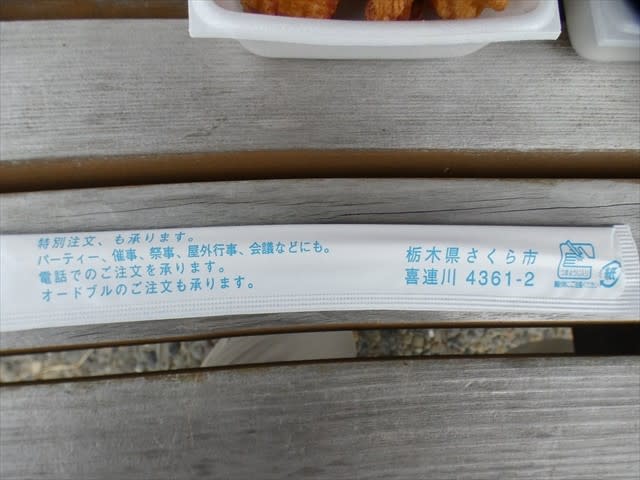 特別注文、も承ります。
パーティー、催事、祭事、屋外行事、会議などにも。
電話でのご注文を承ります。
オードブルのご注文も承ります。
栃木県さくら市
喜連川 4361-2
紙